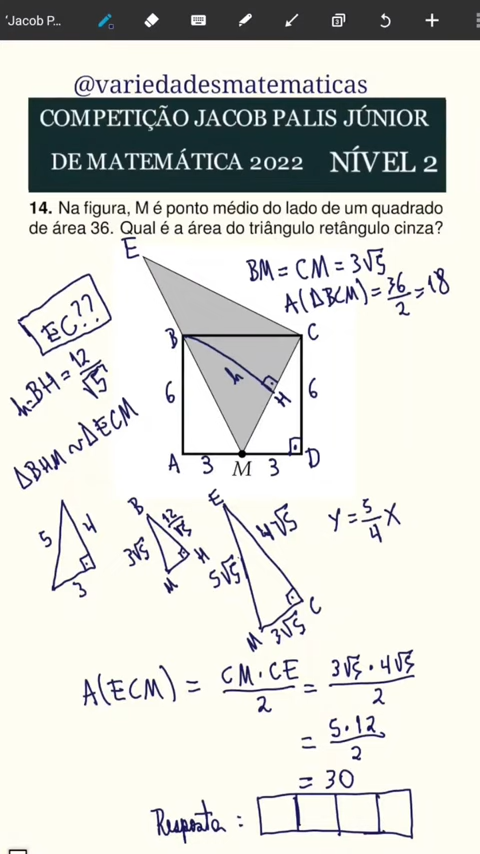 'Jacob P...
3
@variedadesmatematicas
COMPETIÇÃO JACOB PALIS JÚNIOR
DE MATEMÁTICA 2022 NÍVEL 2
14. Na figura, M é ponto médio do lado de um quadrado
de área 36. Qual é a área do triângulo retângulo cinza?
E
BM = CM = 3√5
A(ΔBCM) = 36/2 = 18
EC??
h=BH = 12/√5
ΔBHM ~ ΔECM
B
C
h
H
6
6
A 3 M 3 D
5
4
3
B
12/√5
3√5
H
M
E
4√5
5√5
C
M
3√5
Y = 5/4 X
A(ECM) = CM · CE / 2 = 3√5 · 4√5 / 2
= 5·12 / 2
= 30
Resposta :